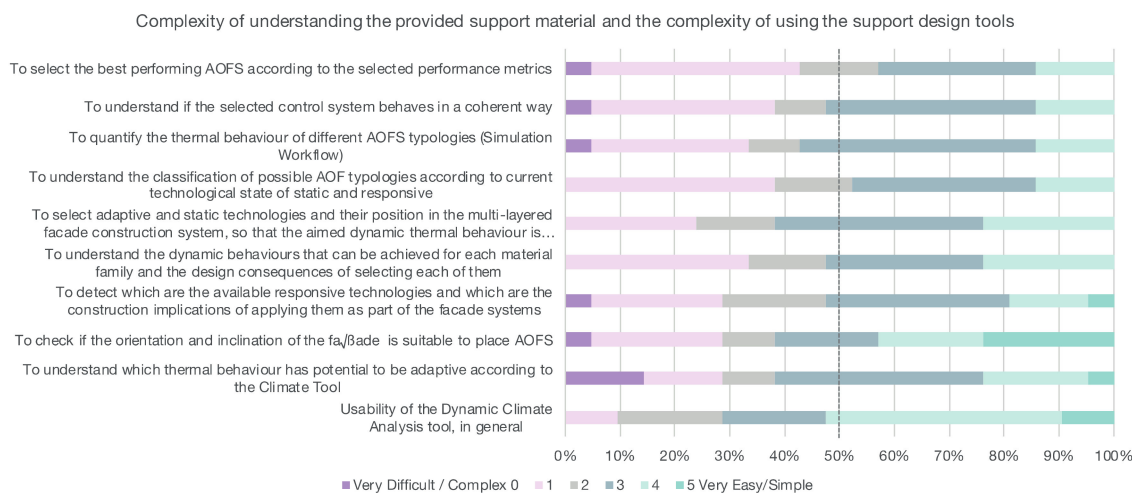 Complexity of understanding the provided support material and the complexity of using the support design tools
To select the best performing AOFS according to the selected performance metrics
To understand if the selected control system behaves in a coherent way
To quantify the thermal behaviour of different AOFS typologies (Simulation
Workflow)
To understand the classification of possible AOF typologies according to current
technological state of static and responsive
To select adaptive and static technologies and their position in the multi-layered
facade construction system, so that the aimed dynamic thermal behaviour is...
To understand the dynamic behaviours that can be achieved for each material
family and the design consequences of selecting each of them
To detect which are the available responsive technologies and which are the
construction implications of applying them as part of the facade systems
To check if the orientation and inclination of the fa√ßade is suitable to place AOFS
To understand which thermal behaviour has potential to be adaptive according to
the Climate Tool
Usability of the Dynamic Climate
Analysis tool, in general
0% 10% 20% 30% 40% 50% 60% 70% 80% 90% 100%
Very Difficult / Complex 0 1 2 3 4 5 Very Easy/Simple